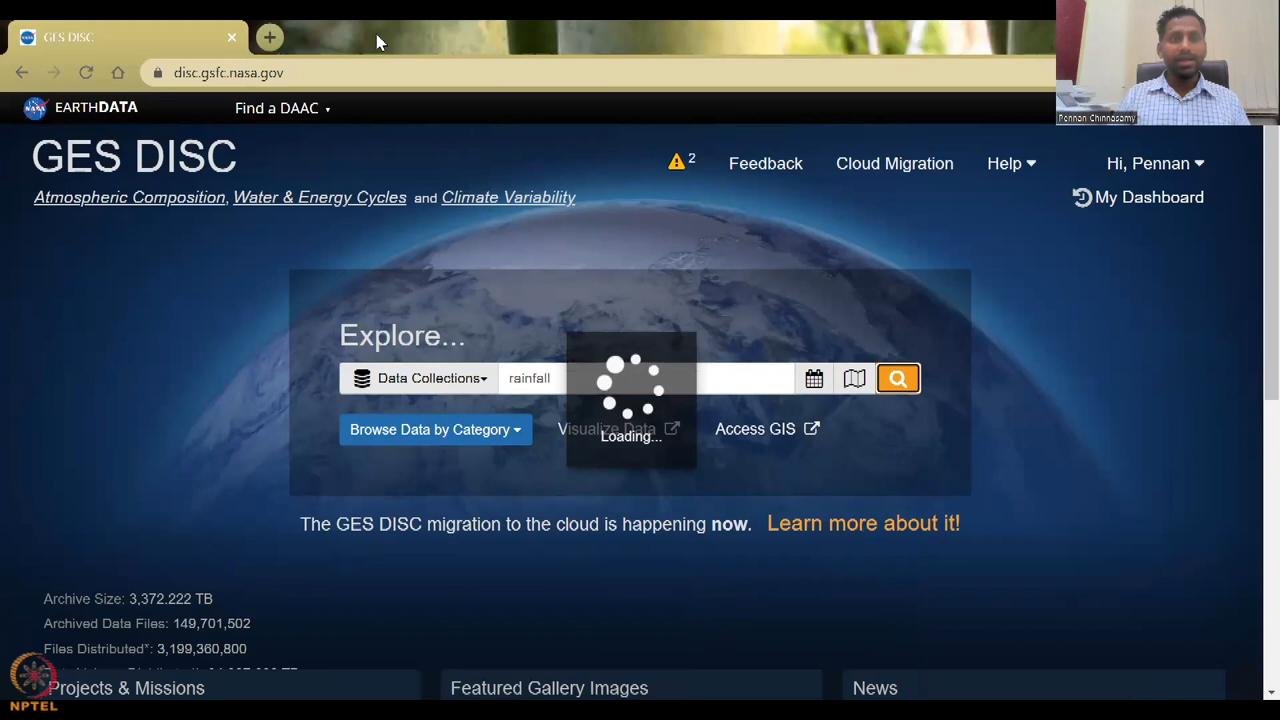 GES DISC
disc.gsfc.nasa.gov
Pennan Chinnasamy
NASA
EARTHDATA
Find a DAAC
GES DISC
2
Feedback
Cloud Migration
Help
Hi, Pennan
Atmospheric Composition, Water & Energy Cycles and Climate Variability
My Dashboard
Explore...
Data Collections
rainfall
Browse Data by Category
Visualize Data
Access GIS
Loading...
The GES DISC migration to the cloud is happening now. Learn more about it!
Archive Size: 3,372.222 TB
Archived Data Files: 149,701,502
Files Distributed*: 3,199,360,800
Projects & Missions
Featured Gallery Images
News
NPTEL